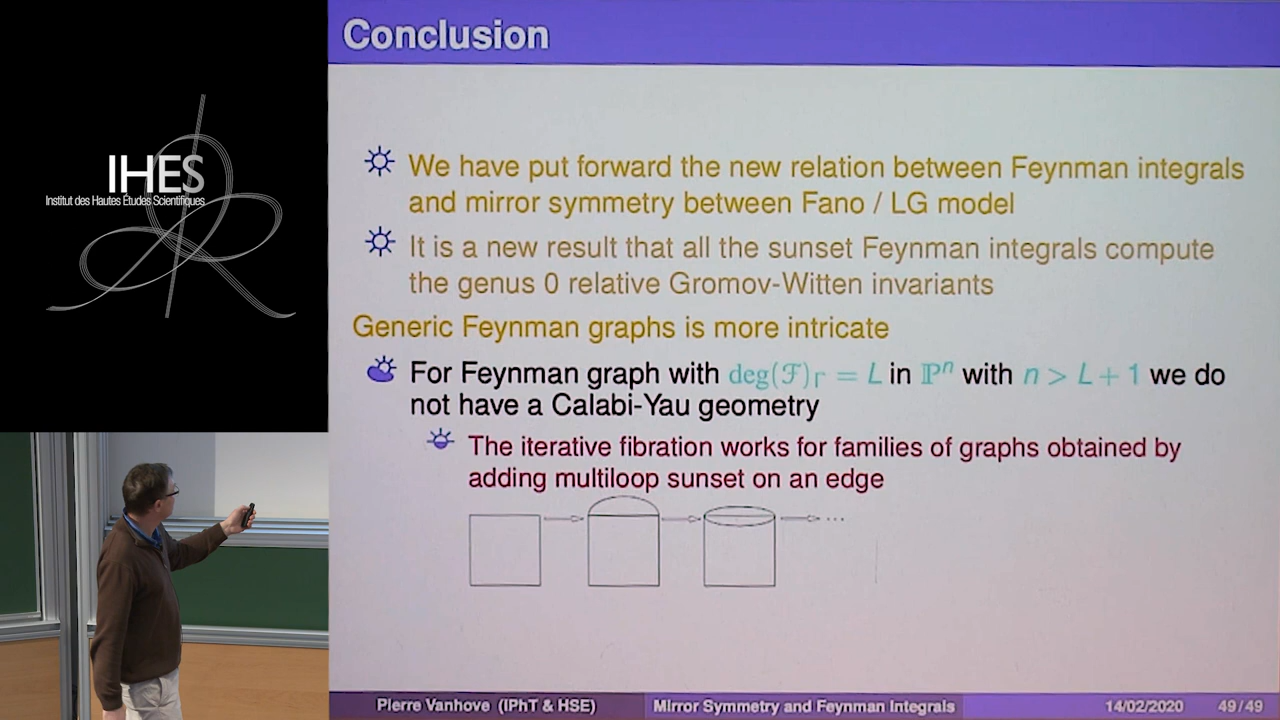 Conclusion
IHES
Institut des Hautes Études Scientifiques
We have put forward the new relation between Feynman integrals
and mirror symmetry between Fano / LG model
It is a new result that all the sunset Feynman integrals compute
the genus 0 relative Gromov-Witten invariants
Generic Feynman graphs is more intricate
For Feynman graph with deg(ℱ)_Γ = L in ℙⁿ with n > L + 1 we do
not have a Calabi-Yau geometry
The iterative fibration works for families of graphs obtained by
adding multiloop sunset on an edge
...
Pierre Vanhove (IPhT & HSE) Mirror Symmetry and Feynman Integrals 14/02/2020 49/49